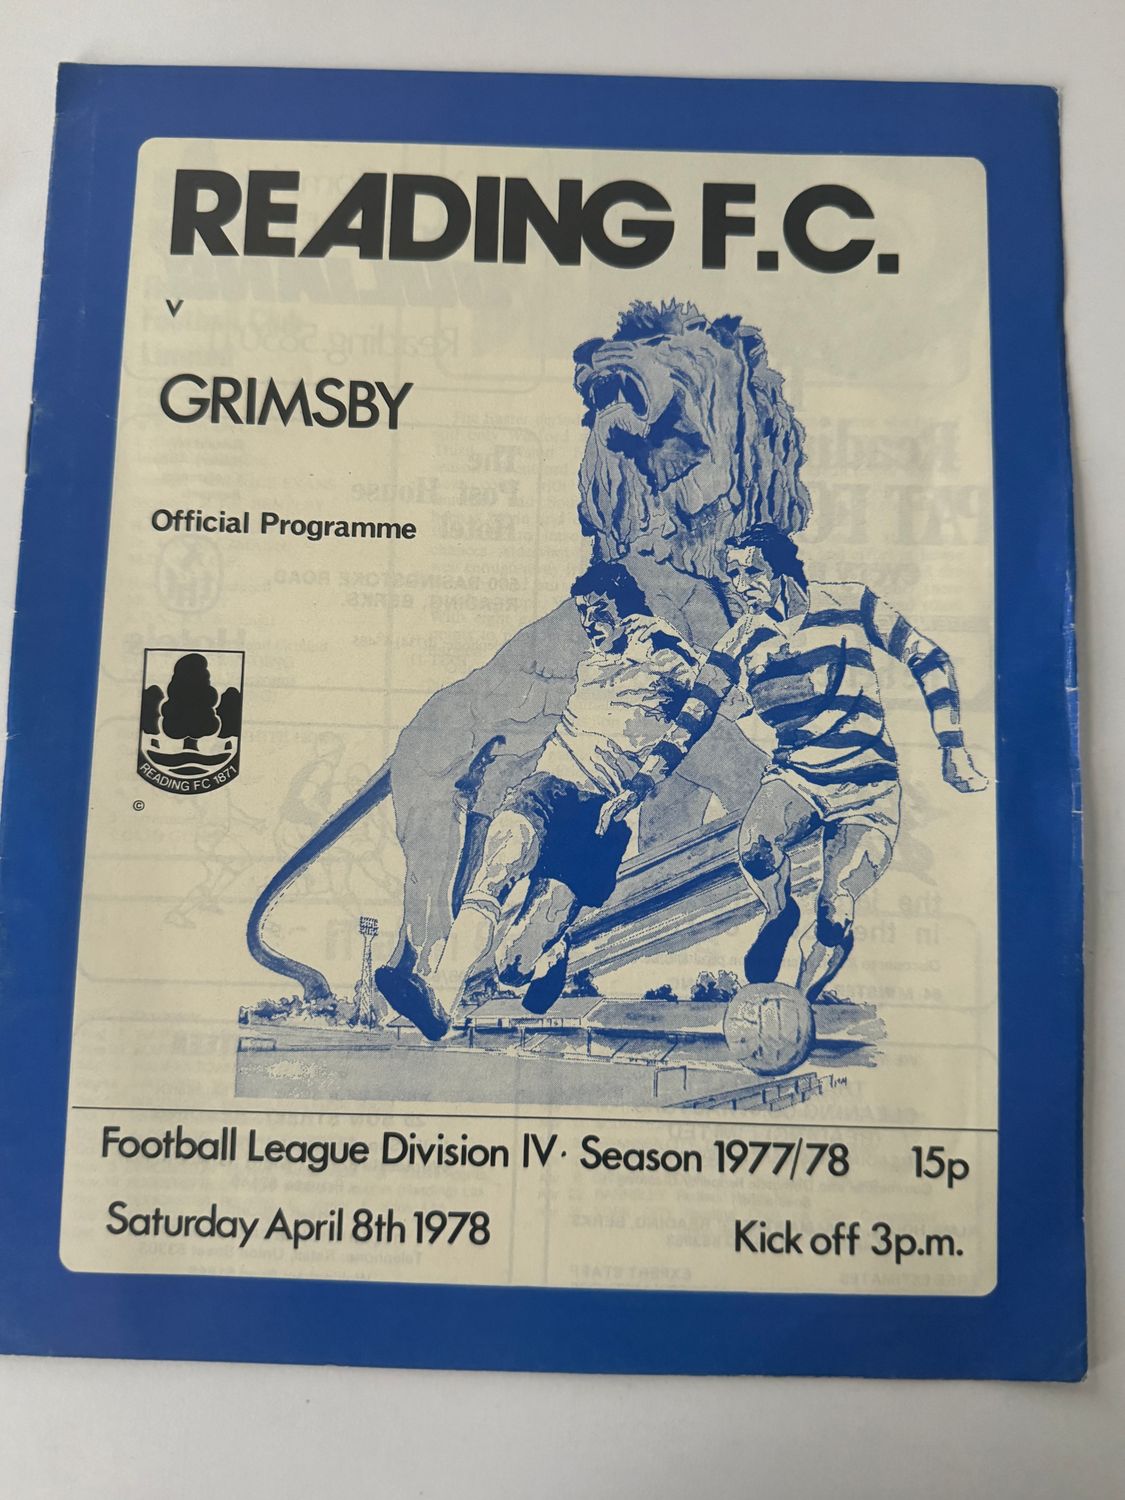 READING F.C.
v
GRIMSBY
Official Programme
READING FC 1871
©
Football League Division IV · Season 1977/78 15p
Saturday April 8th 1978 Kick off 3p.m.